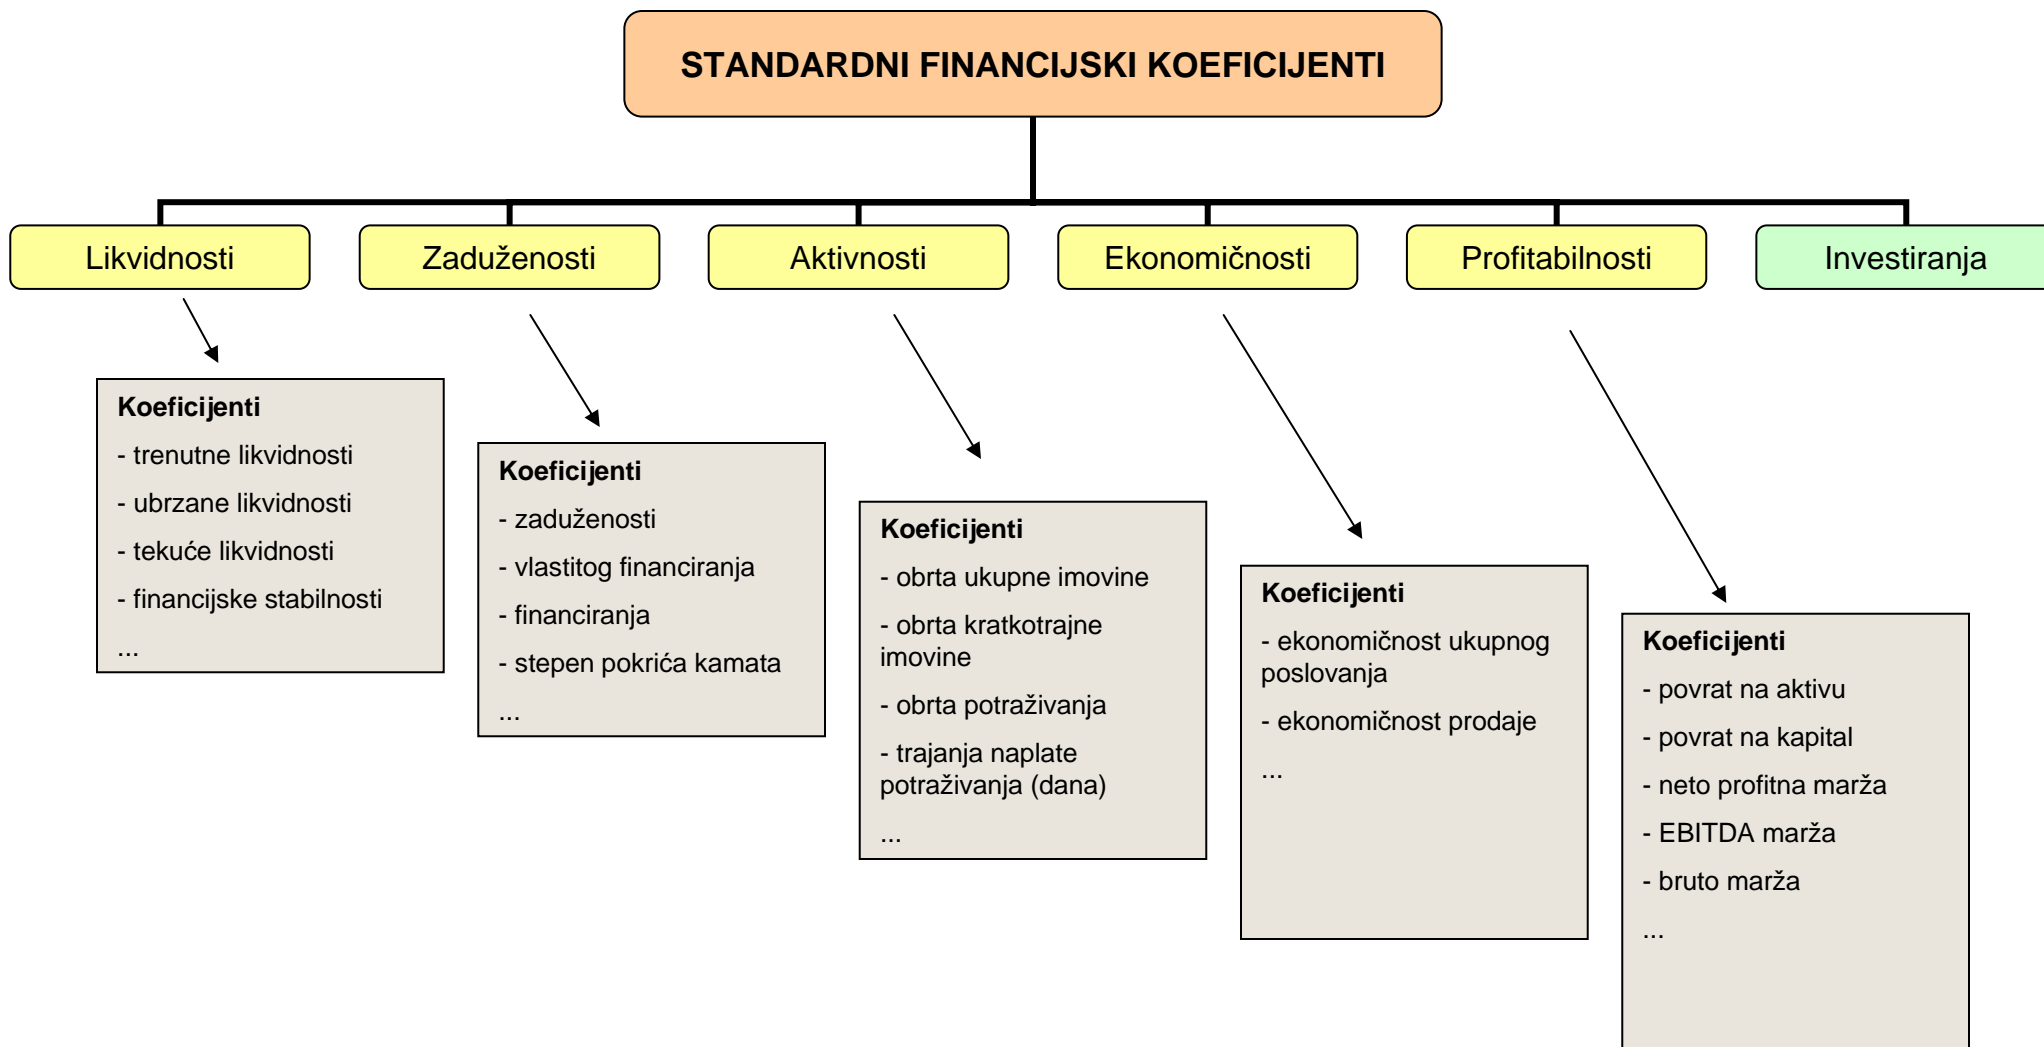 STANDARDNI FINANCIJSKI KOEFICIJENTI
Likvidnosti
Zaduženosti
Aktivnosti
Ekonomičnosti
Profitabilnosti
Investiranja
Koeficijenti
- trenutne likvidnosti
- ubrzane likvidnosti
- tekuće likvidnosti
- financijske stabilnosti
...
Koeficijenti
- zaduženosti
- vlastitog financiranja
- financiranja
- stepen pokrića kamata
...
Koeficijenti
- obrta ukupne imovine
- obrta kratkotrajne
imovine
- obrta potraživanja
- trajanja naplate
potraživanja (dana)
...
Koeficijenti
- ekonomičnost ukupnog
poslovanja
- ekonomičnost prodaje
...
Koeficijenti
- povrat na aktivu
- povrat na kapital
- neto profitna marža
- EBITDA marža
- bruto marža
...